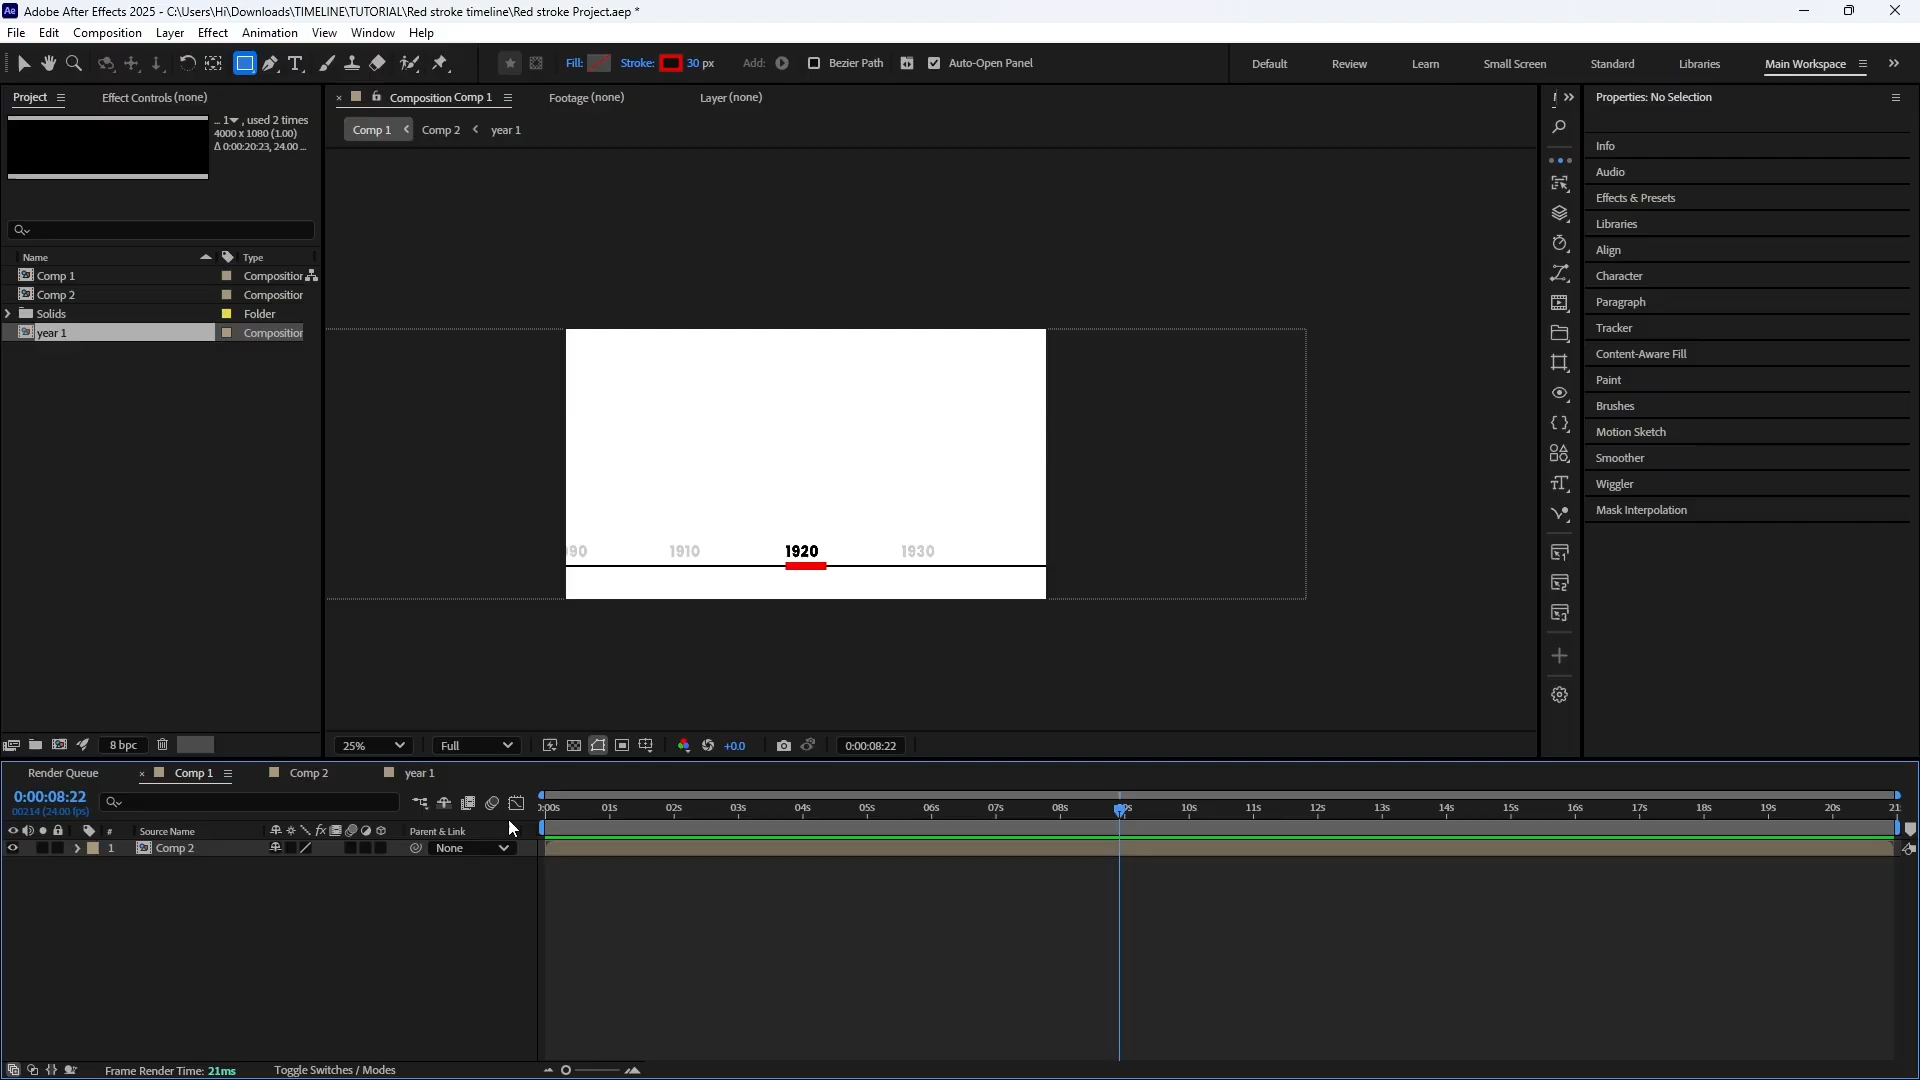 Ae Adobe After Effects 2025 - C:\Users\Hi\Downloads\TIMELINE\TUTORIAL\Red stroke timeline\Red stroke Project.aep *
File Edit Composition Layer Effect Animation View Window Help
Fill: Stroke: 30 px Add: Bezier Path Auto-Open Panel Default Review Learn Small Screen Standard Libraries Main Workspace
Project Effect Controls (none) Composition Comp 1 Footage (none) Layer (none) Properties: No Selection
... 1 , used 2 times
4000 x 1080 (1.00)
Δ 0:00:20:23, 24.00 ...
Comp 1 Comp 2 year 1
Info
Audio
Effects & Presets
Libraries
Align
Character
Paragraph
Tracker
Content-Aware Fill
Paint
Brushes
Motion Sketch
Smoother
Wiggler
Mask Interpolation
Name Type
Comp 1 Composition
Comp 2 Composition
Solids Folder
year 1 Composition
90 1910 1920 1930
8 bpc 25% Full +0.0 0:00:08:22
Render Queue Comp 1 Comp 2 year 1
0:00:08:22
00214 (24.00 fps)
:00s 01s 02s 03s 04s 05s 06s 07s 08s 09s 10s 11s 12s 13s 14s 15s 16s 17s 18s 19s 20s 21
# Source Name fx Parent & Link
1 Comp 2 None
Frame Render Time: 21ms Toggle Switches / Modes